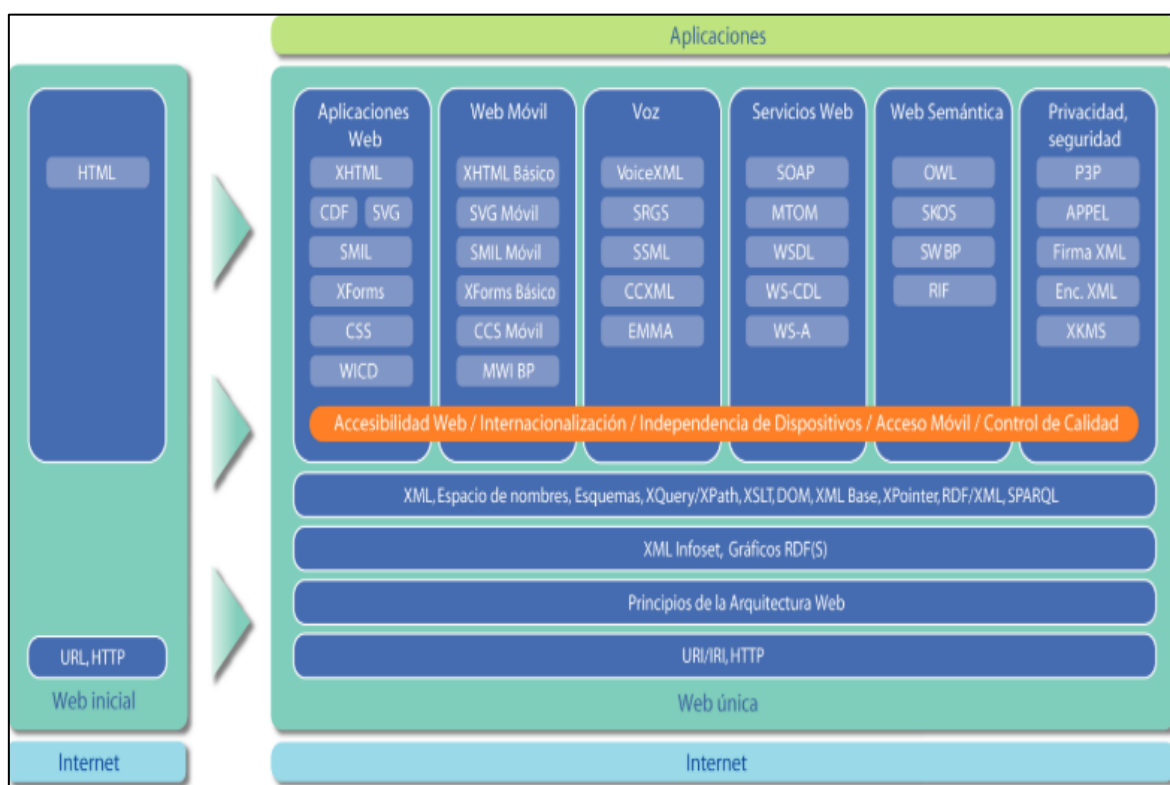 Aplicaciones
HTML
URL, HTTP
Web inicial
Internet
Aplicaciones
Web
XHTML
CDF
SVG
SMIL
XForms
CSS
WICD
Web Móvil
XHTML Básico
SVG Móvil
SMIL Móvil
XForms Básico
CCS Móvil
MWI BP
Voz
VoiceXML
SRGS
SSML
CCXML
EMMA
Servicios Web
SOAP
MTOM
WSDL
WS-CDL
WS-A
Web Semántica
OWL
SKOS
SW BP
RIF
Privacidad,
seguridad
P3P
APPEL
Firma XML
Enc. XML
XKMS
Accesibilidad Web / Internacionalización / Independencia de Dispositivos / Acceso Móvil / Control de Calidad
XML, Espacio de nombres, Esquemas, XQuery/XPath, XSLT, DOM, XML Base, XPointer, RDF/XML, SPARQL
XML Infoset, Gráficos RDF(S)
Principios de la Arquitectura Web
URI/IRI, HTTP
Web única
Internet